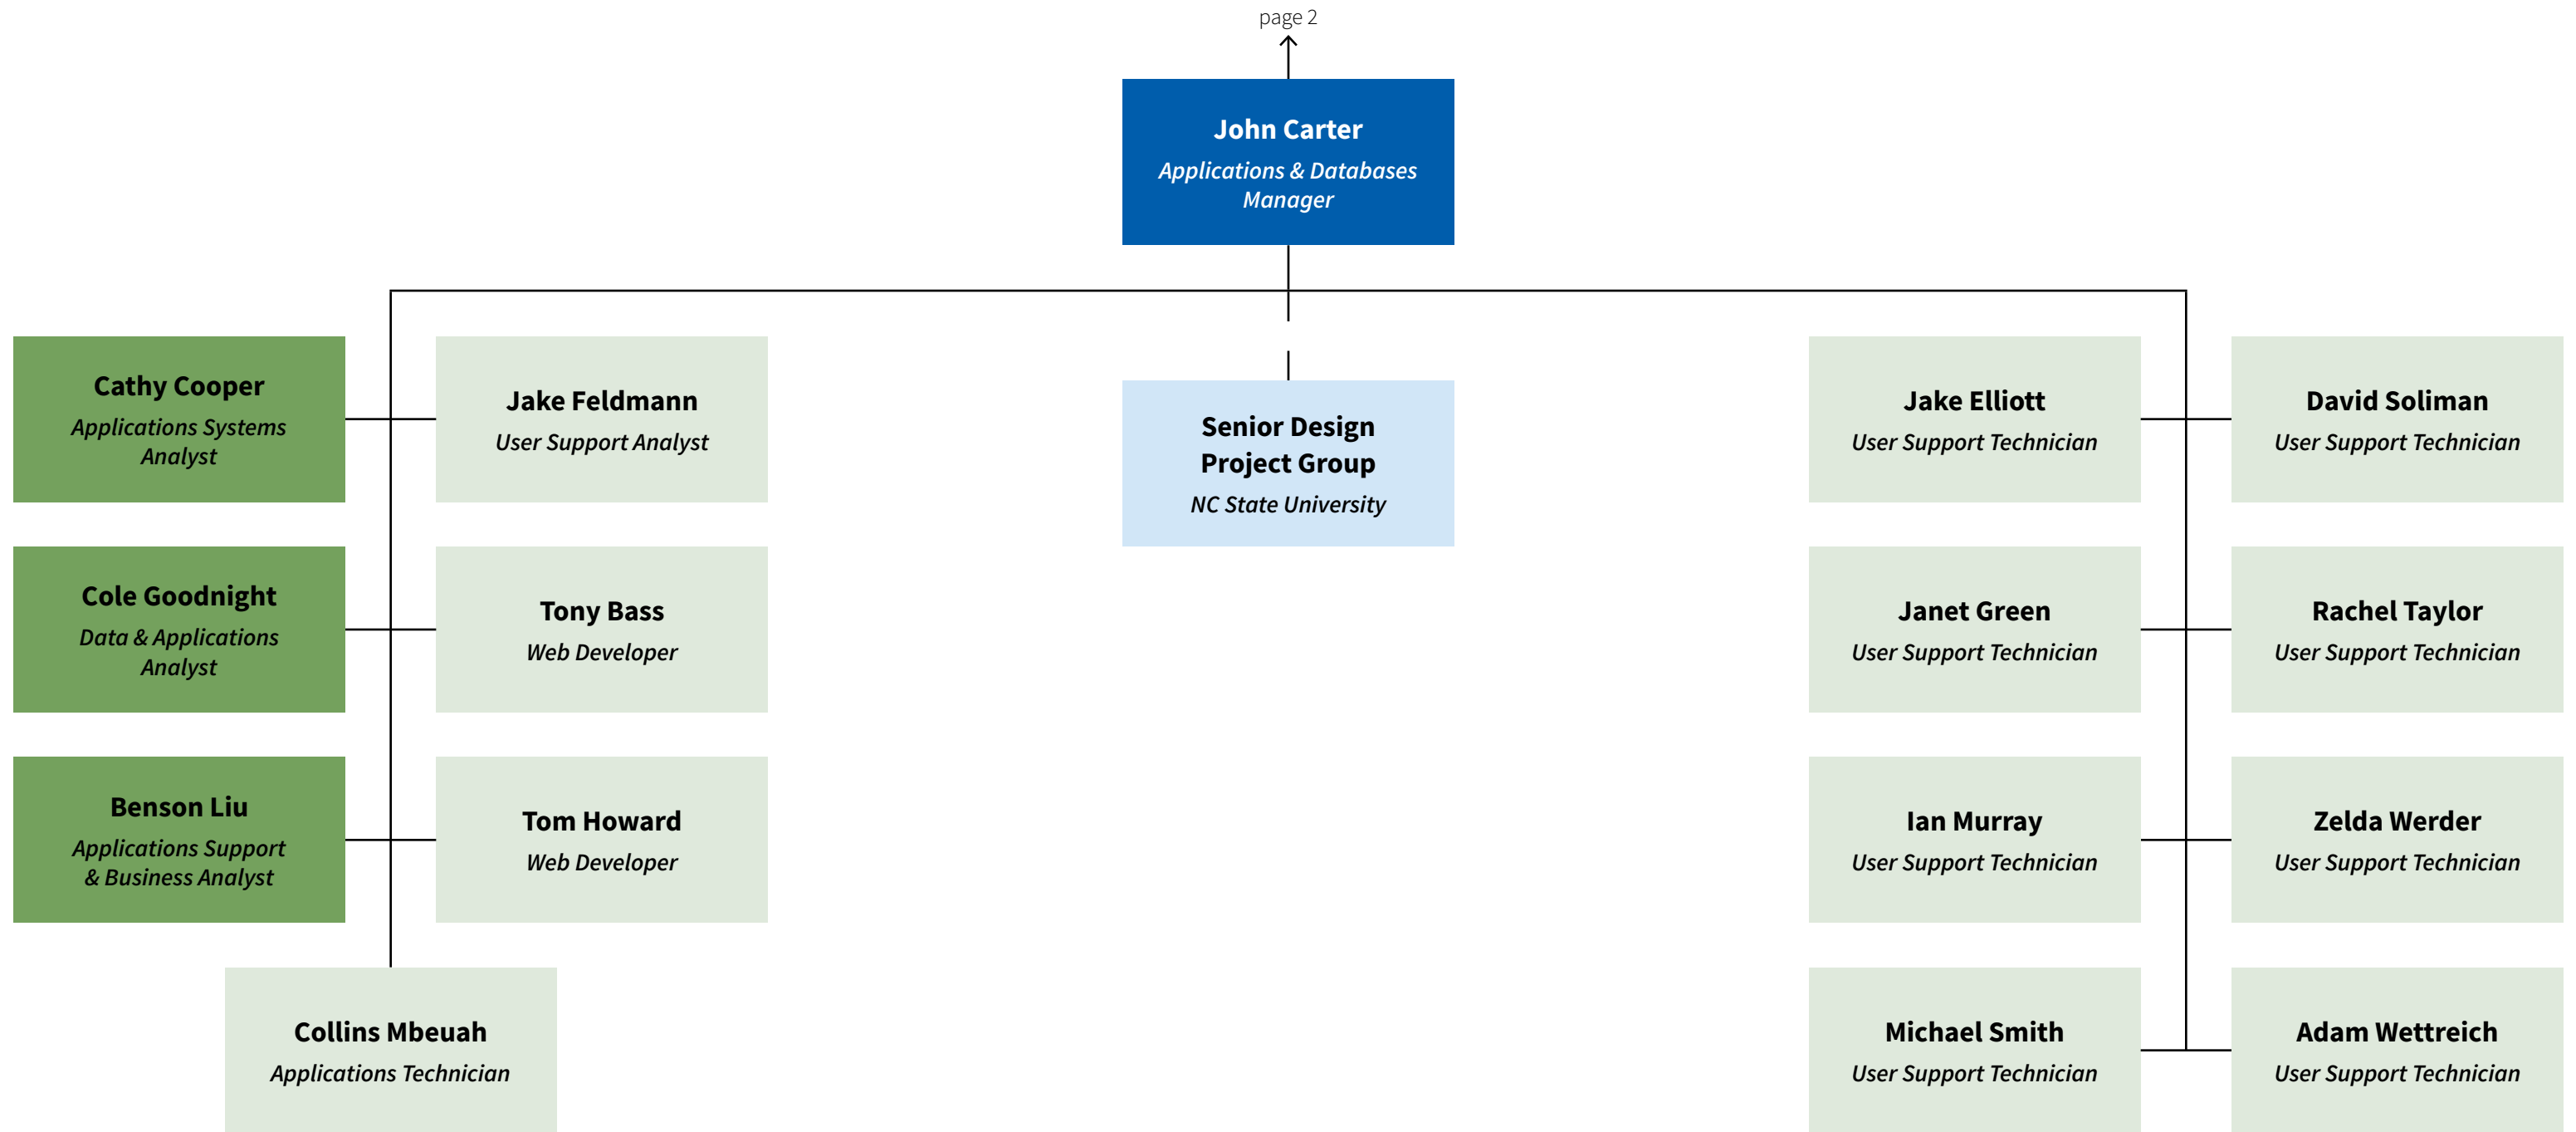 page 2
John Carter
Applications & Databases
Manager
Cathy Cooper
Applications Systems
Analyst
Jake Feldmann
User Support Analyst
Senior Design
Project Group
NC State University
Jake Elliott
User Support Technician
David Soliman
User Support Technician
Cole Goodnight
Data & Applications
Analyst
Tony Bass
Web Developer
Janet Green
User Support Technician
Rachel Taylor
User Support Technician
Benson Liu
Applications Support
& Business Analyst
Tom Howard
Web Developer
Ian Murray
User Support Technician
Zelda Werder
User Support Technician
Collins Mbeuah
Applications Technician
Michael Smith
User Support Technician
Adam Wettreich
User Support Technician